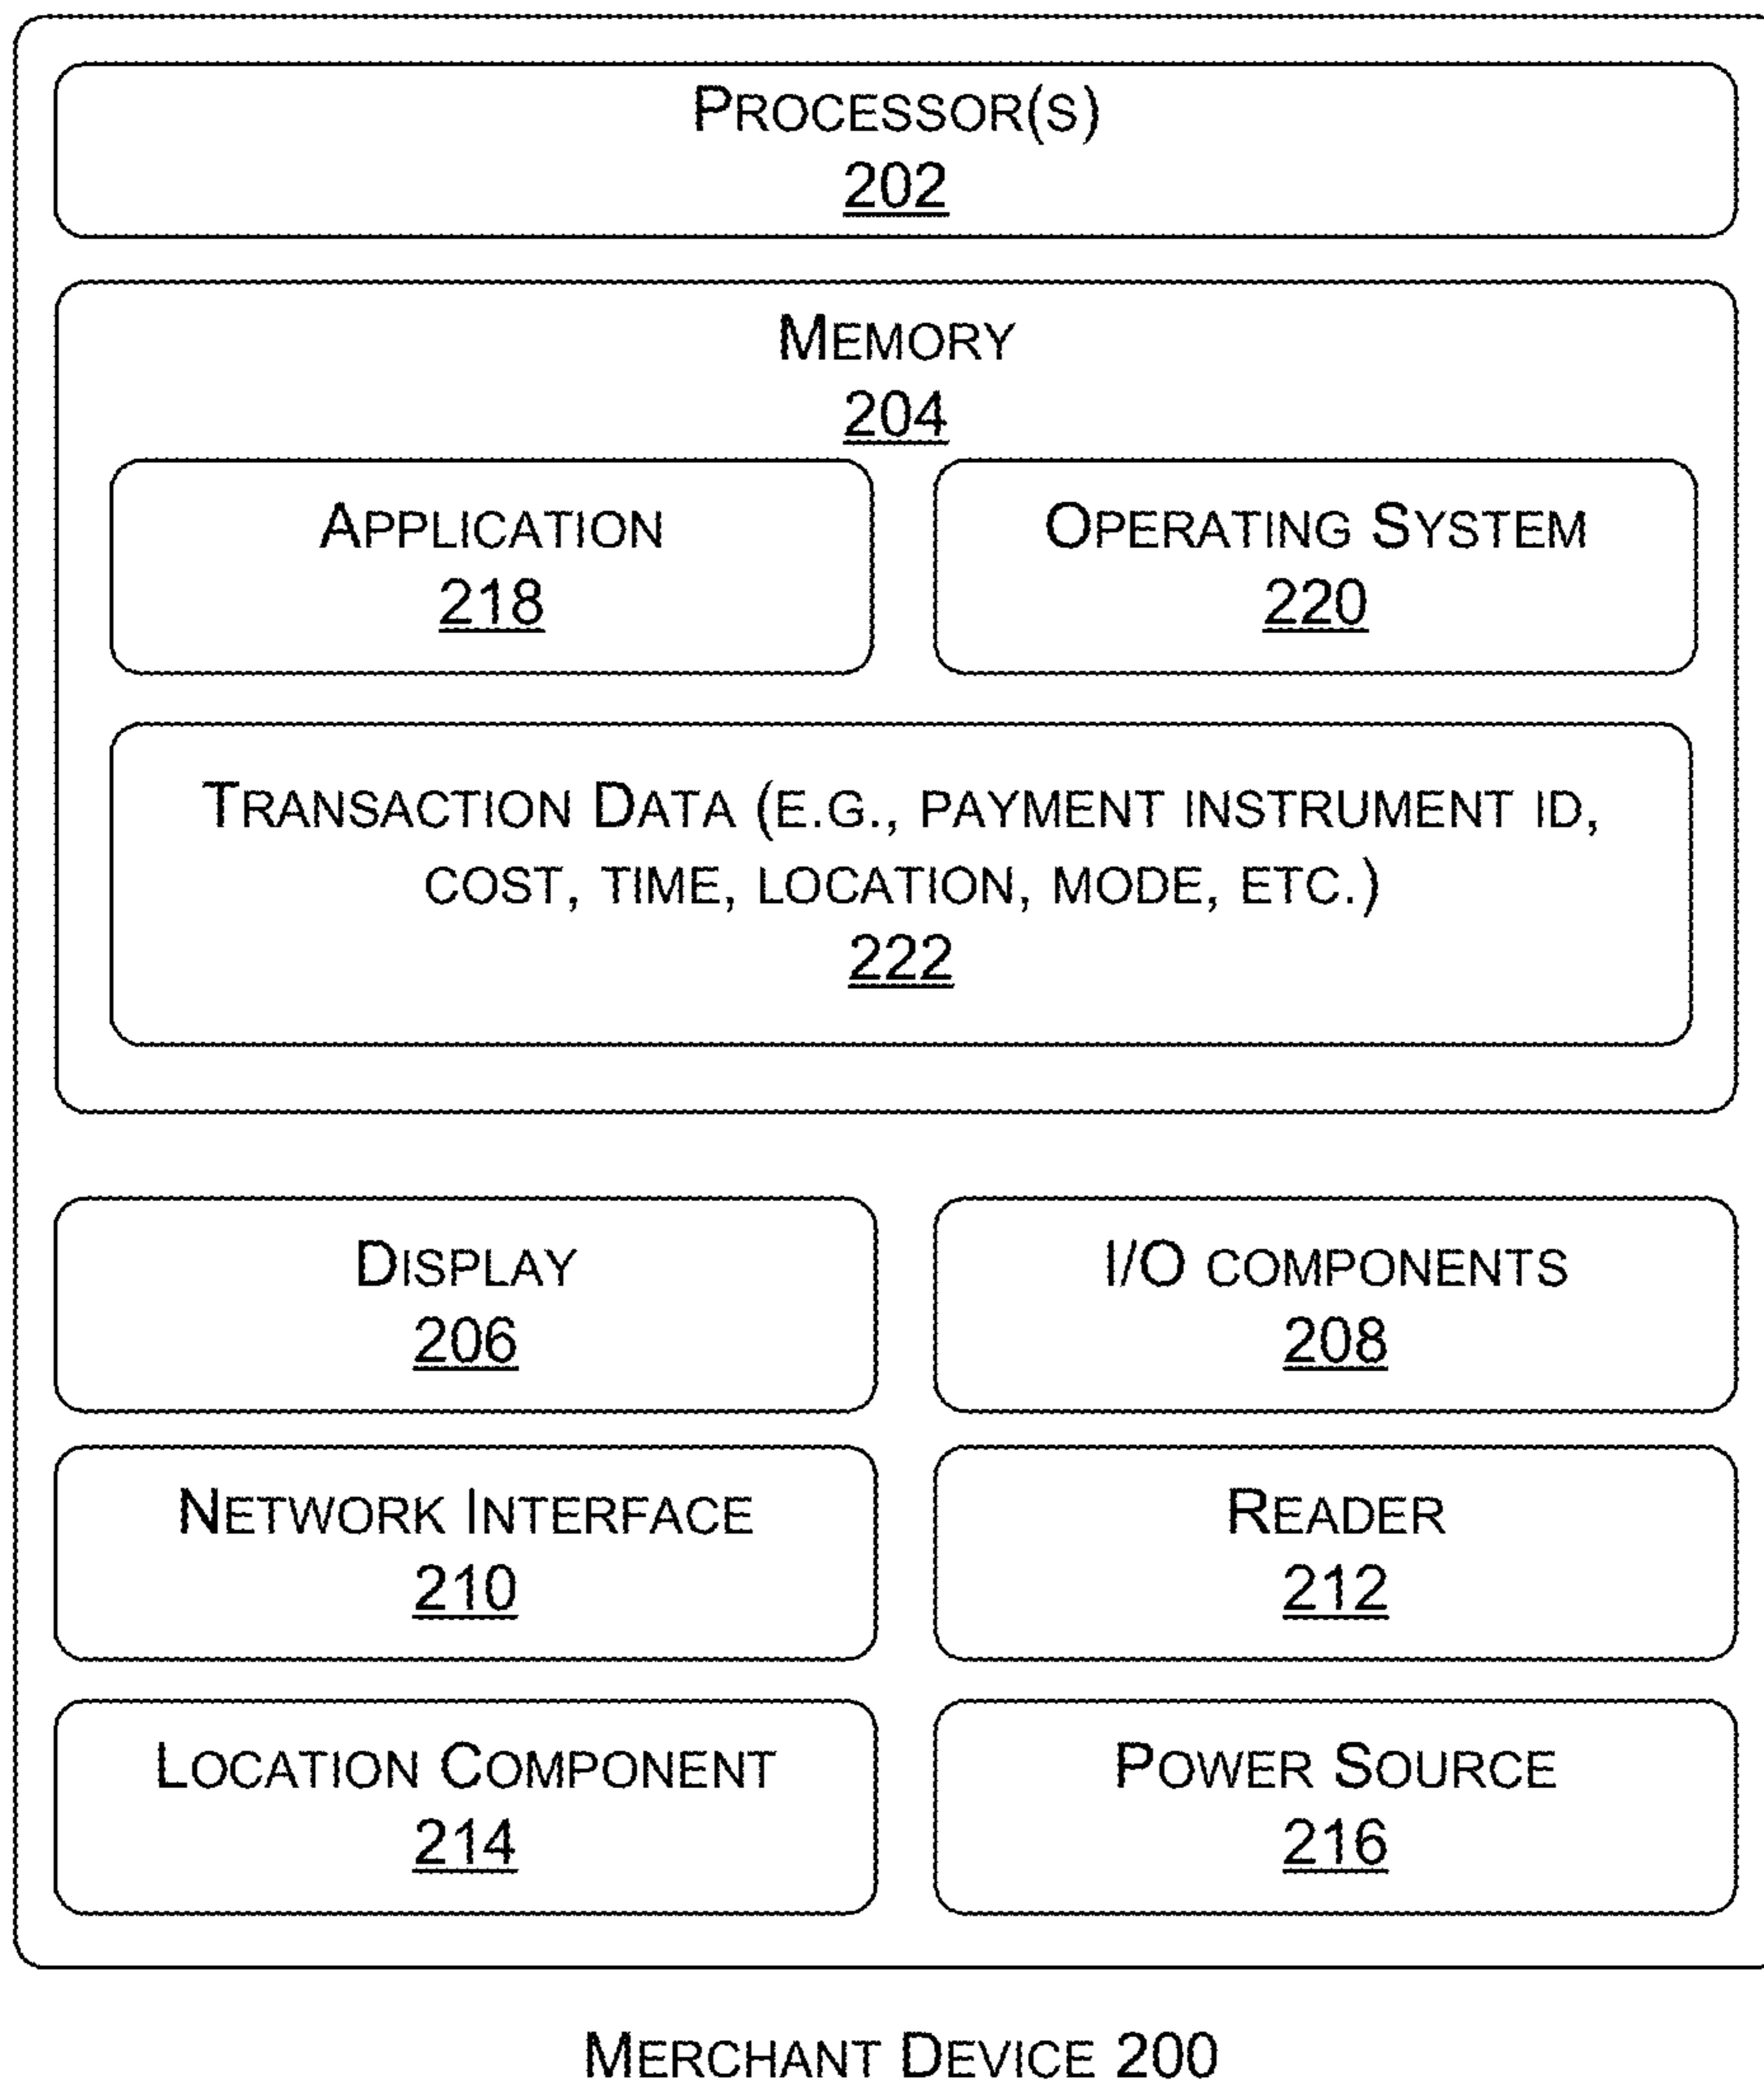 PROCESSOR(S)
202
MEMORY
204
APPLICATION
218
OPERATING SYSTEM
220
TRANSACTION DATA (E.G., PAYMENT INSTRUMENT ID,
COST, TIME, LOCATION, MODE, ETC.)
222
DISPLAY
206
I/O COMPONENTS
208
NETWORK INTERFACE
210
READER
212
LOCATION COMPONENT
214
POWER SOURCE
216
MERCHANT DEVICE 200